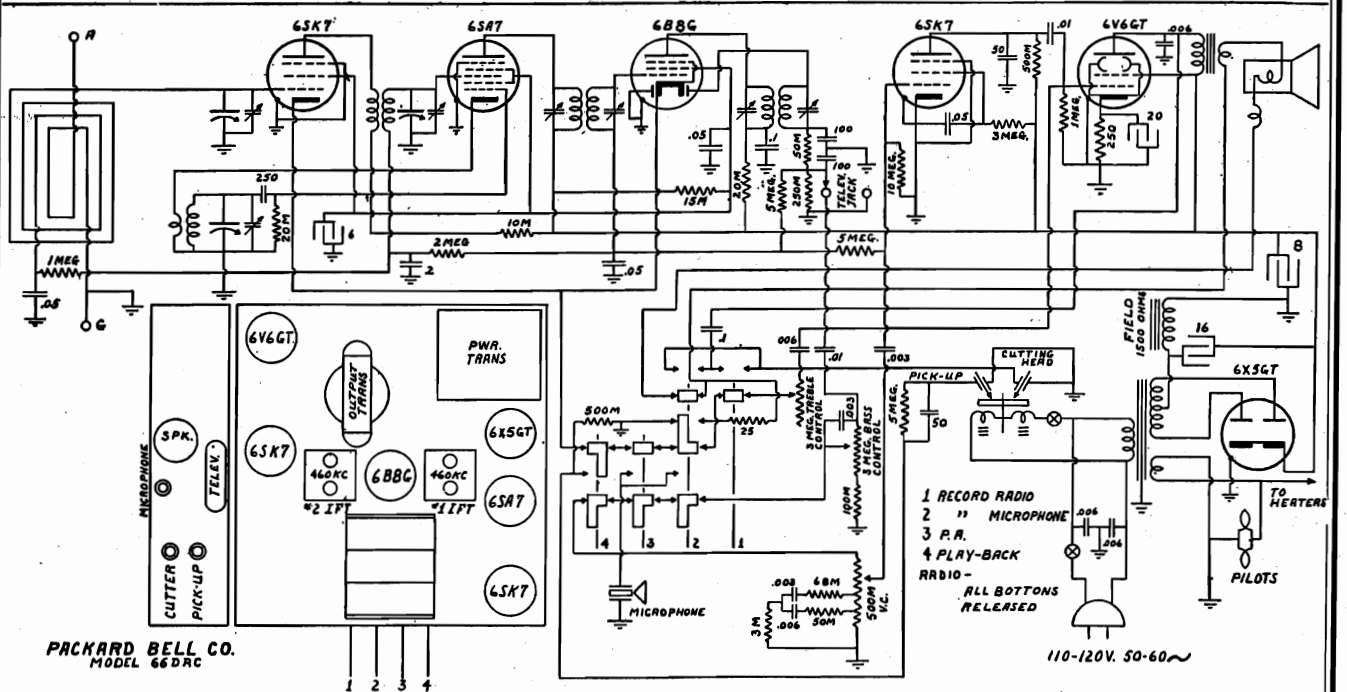 6SK7
6SA7
6B8G
6SK7
6V6GT
A
.01
.006
50
500M
.05
3MEG.
1MEG.
250
20
.05
.1
50M
100
100
TELEV. JACK
10 MEG.
250
20M
6
15M
20M
5MEG.
250M
10M
2MEG
5MEG.
1MEG
.05
2
.05
8
G
FIELD
1500 OHMS
16
6X5GT
.1
.006
.01
.003
PICK-UP
CUTTING
HEAD
5MEG.
50
500M
25
3 MEG. TREBLE
CONTROL
.003
3 MEG. BASS
CONTROL
100M
4
3
2
1
MICROPHONE
.003
68M
.006
50M
3M
500M
V.C.
6V6GT.
OUTPUT
TRANS
PWR.
TRANS
6X5GT
6SK7
460KC
#2 IFT
6B8G
460KC
#1 IFT
6SA7
6SK7
MICROPHONE
SPK.
TELEV.
CUTTER
PICK-UP
1 RECORD RADIO
2 " MICROPHONE
3 P.A.
4 PLAY-BACK
RADIO-
ALL BOTTONS
RELEASED
.006
.006
TO
HEATERS
PILOTS
110-120V. 50-60~
PACKARD BELL CO.
MODEL 66DAC
1 2 3 4